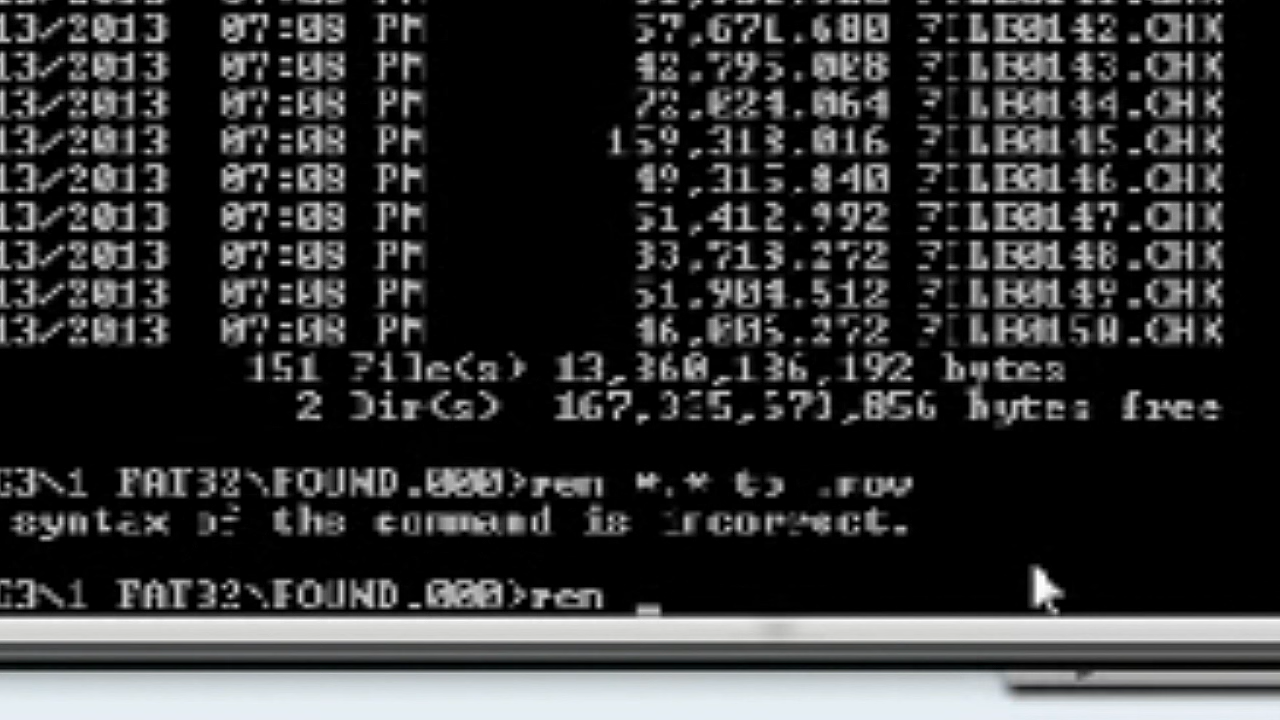 13/2013 07:08 PM 57,671,680 FILE0142.CHK
13/2013 07:08 PM 42,795,008 FILE0143.CHK
13/2013 07:08 PM 72,024,064 FILE0144.CHK
13/2013 07:08 PM 159,318,016 FILE0145.CHK
13/2013 07:08 PM 49,315,840 FILE0146.CHK
13/2013 07:08 PM 51,412,992 FILE0147.CHK
13/2013 07:08 PM 33,718,272 FILE0148.CHK
13/2013 07:08 PM 51,904,512 FILE0149.CHK
13/2013 07:08 PM 46,005,272 FILE0150.CHK
151 File(s) 13,360,136,192 bytes
2 Dir(s) 167,335,571,856 bytes free
G3\1 FAT32\FOUND.000>ren *.* to .mov
syntax of the command is incorrect.
G3\1 FAT32\FOUND.000>ren